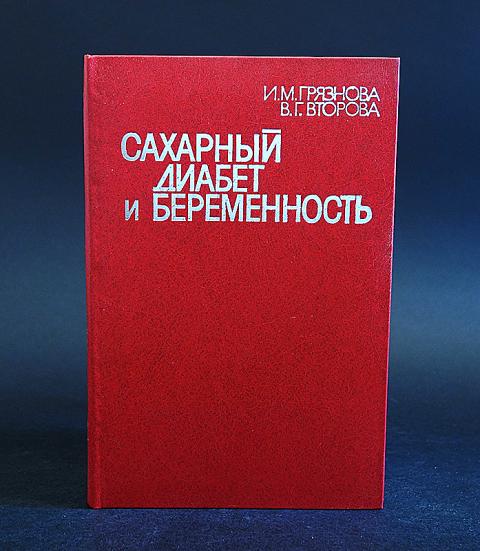 И.М.ГРЯЗНОВА
В.Г.ВТОРОВА
САХАРНЫЙ
ДИАБЕТ
И БЕРЕМЕННОСТЬ